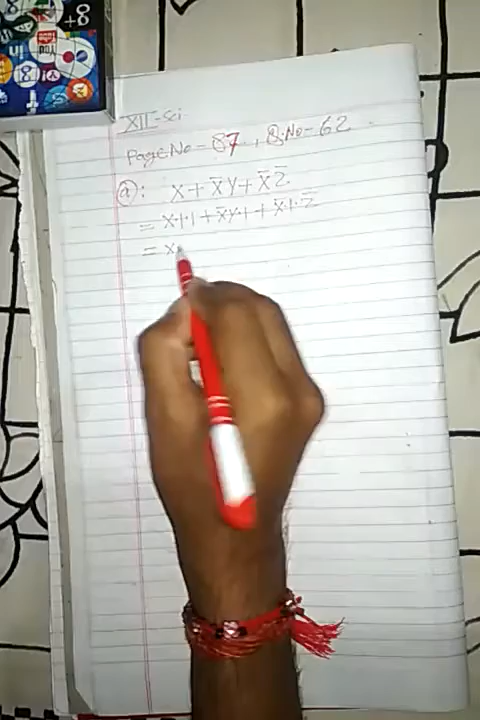 XII-Sci
Page No - 87, Q.No - 62
(a): X + X̅Y + X̅ Z̅
= X·1·1 + X̅Y·1 + X̅·1·Z̅
= X